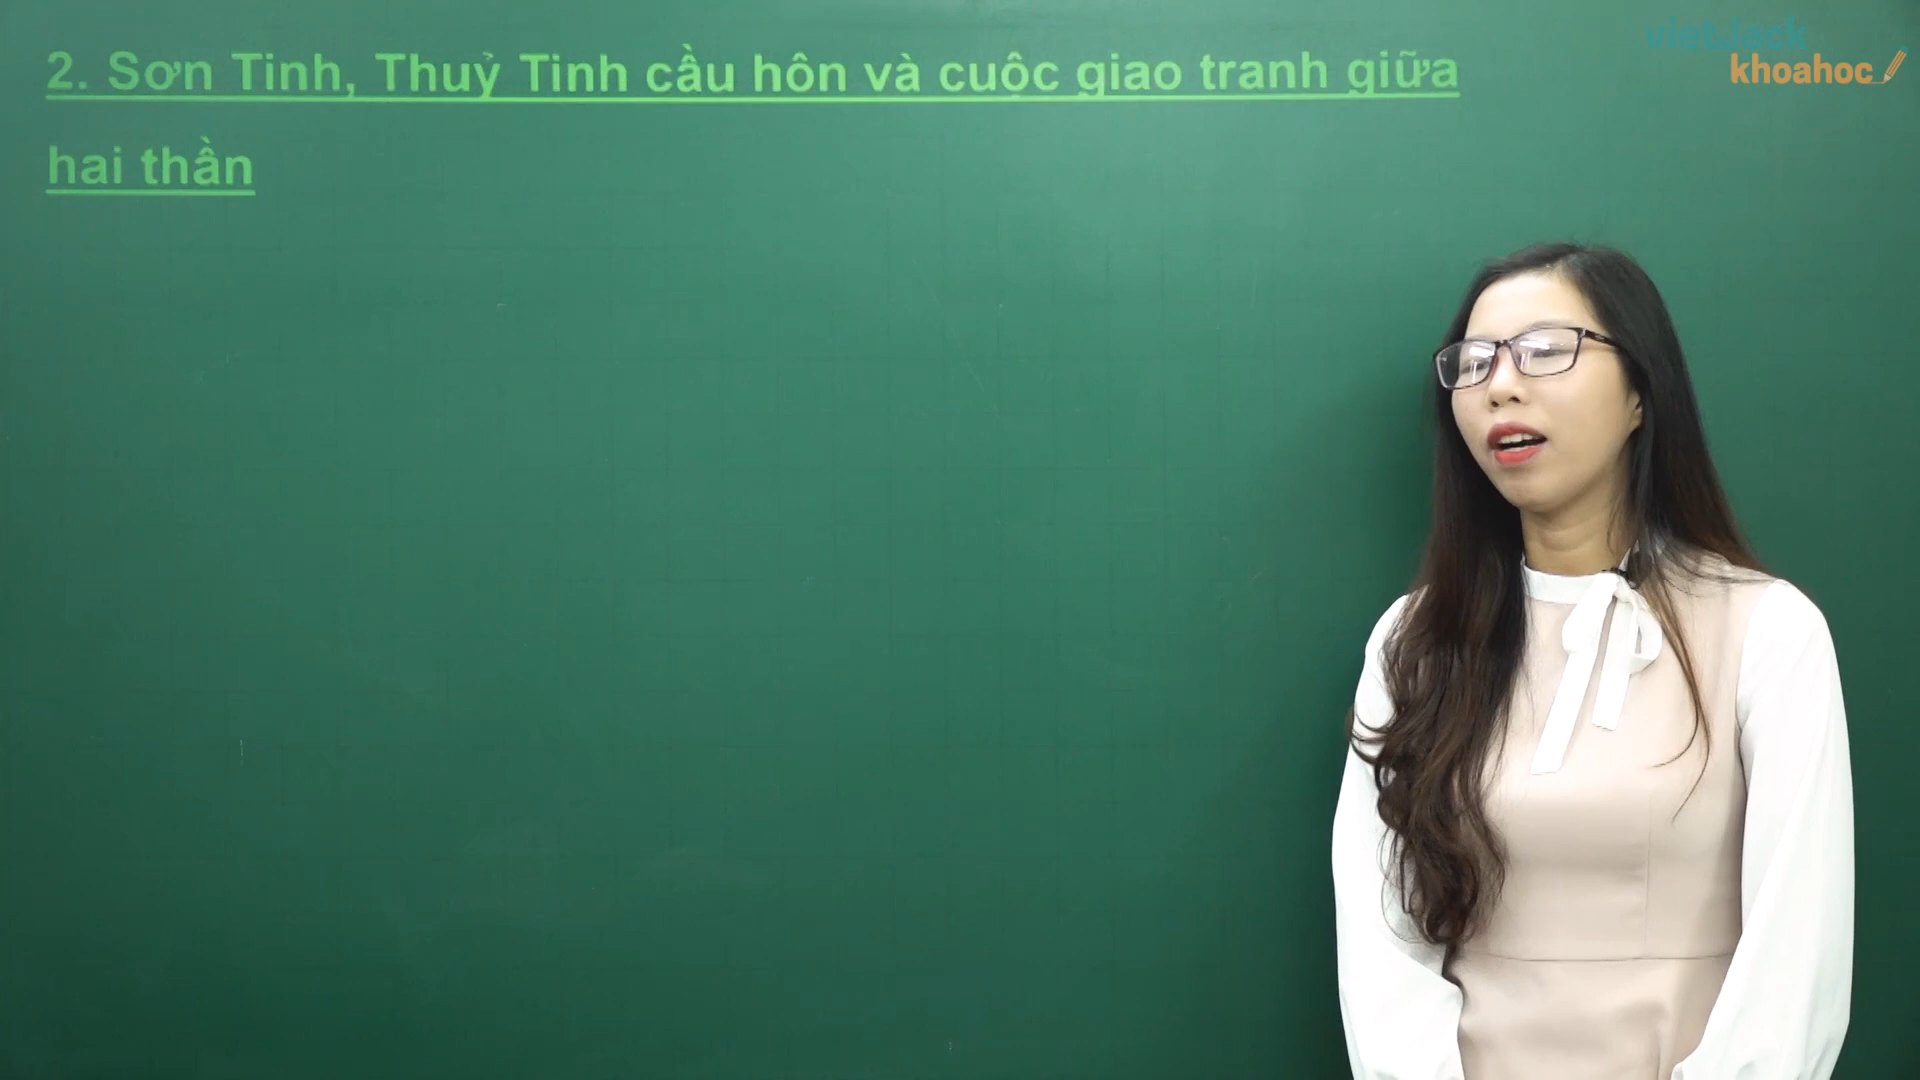 2. Sơn Tinh, Thuỷ Tinh cầu hôn và cuộc giao tranh giữa
hai thần
vietJack
khoahoc